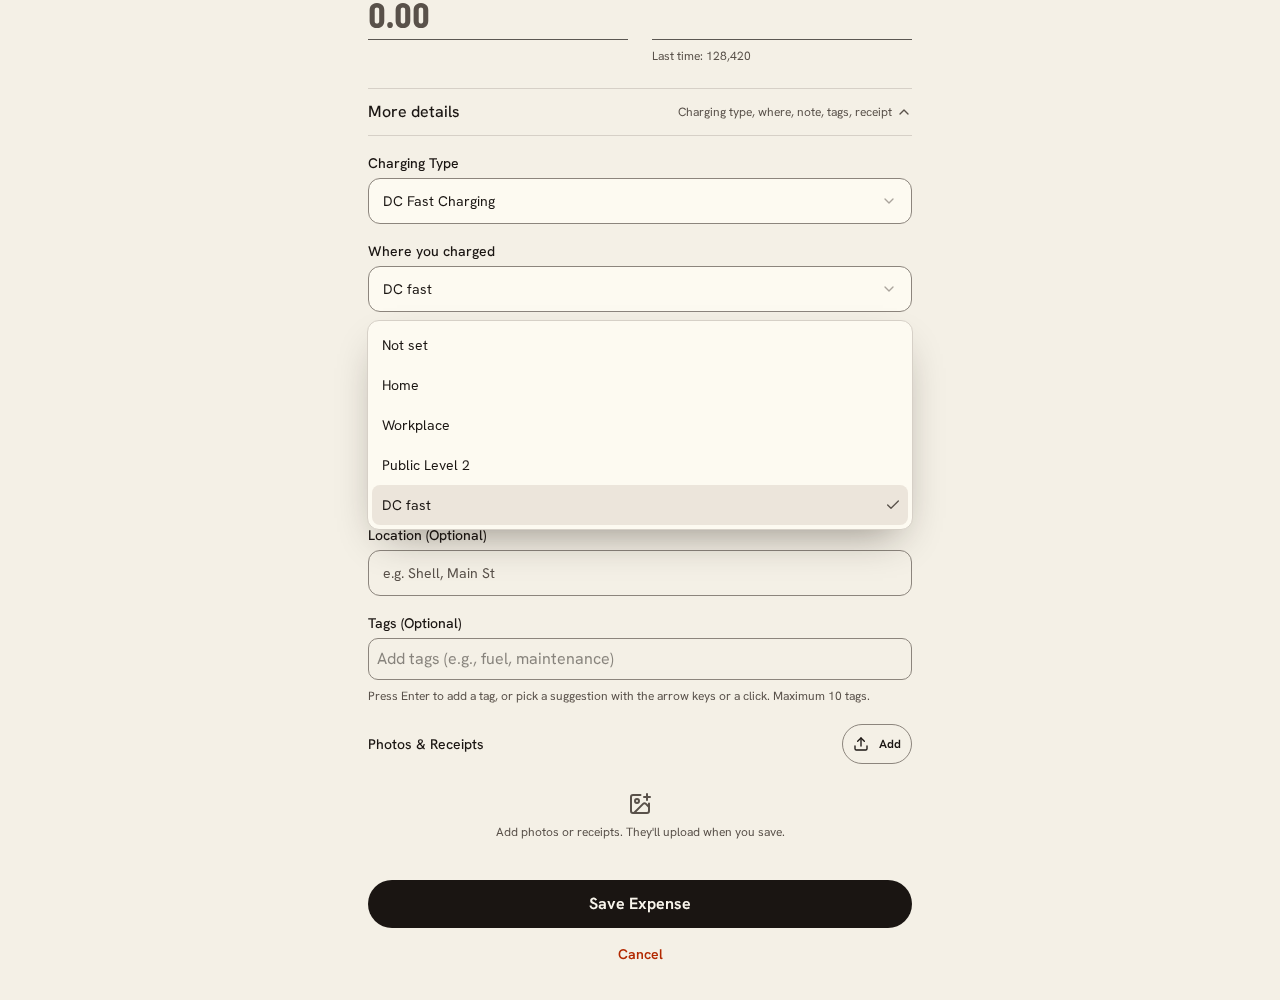 0.00
Last time: 128,420
More details
Charging type, where, note, tags, receipt
Charging Type
DC Fast Charging
Where you charged
DC fast
Not set
Home
Workplace
Public Level 2
DC fast
Location (Optional)
e.g. Shell, Main St
Tags (Optional)
Add tags (e.g., fuel, maintenance)
Press Enter to add a tag, or pick a suggestion with the arrow keys or a click. Maximum 10 tags.
Photos & Receipts
Add
Add photos or receipts. They'll upload when you save.
Save Expense
Cancel